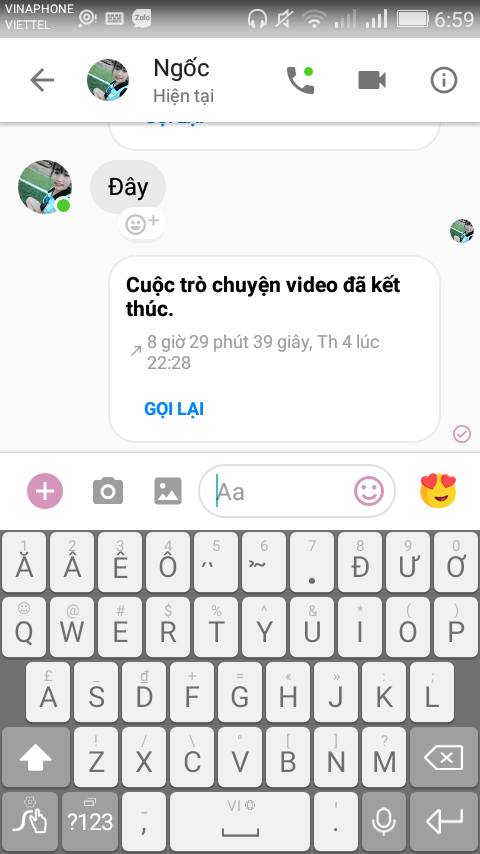 VINAPHONE
VIETTEL
Zalo
6:59
Ngốc
Hiện tại
Đây
Cuộc trò chuyện video đã kết
thúc.
8 giờ 29 phút 39 giây, Th 4 lúc
22:28
GỌI LẠI
Aa
1 2 3 4 5 6 7 8 9 0
Ă Â Ê Ô . Đ Ư Ơ
@ # $ % ^ & * ( )
Q W E R T Y U I O P
£ _ ₫ + = « » : ;
A S D F G H J K L
! / \ ° [ ] ?
Z X C V B N M
?123 , VI .